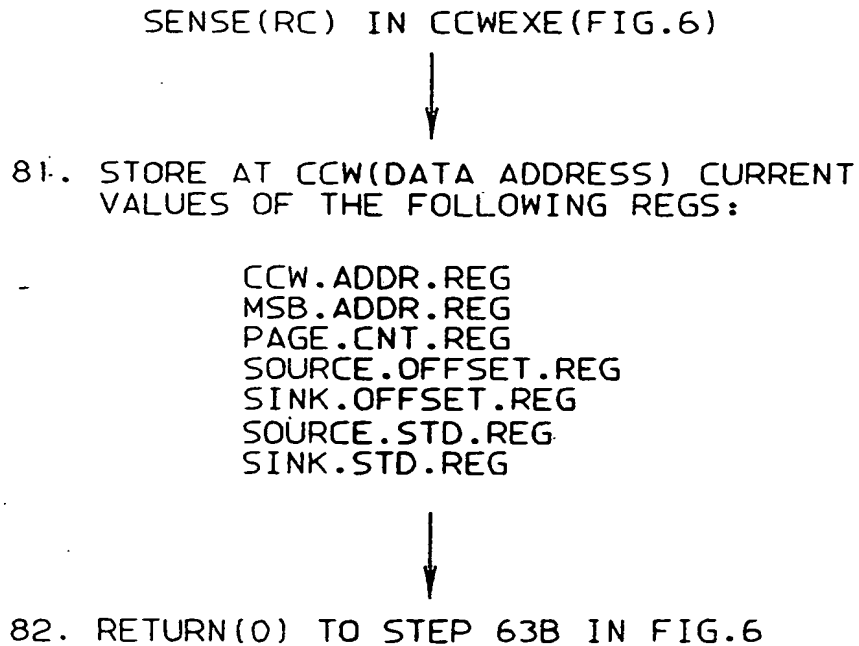 SENSE(RC) IN CCWEXE(FIG.6)
81. STORE AT CCW(DATA ADDRESS) CURRENT
VALUES OF THE FOLLOWING REGS:
CCW.ADDR.REG
MSB.ADDR.REG
PAGE.CNT.REG
SOURCE.OFFSET.REG
SINK.OFFSET.REG
SOURCE.STD.REG
SINK.STD.REG
82. RETURN(0) TO STEP 63B IN FIG.6